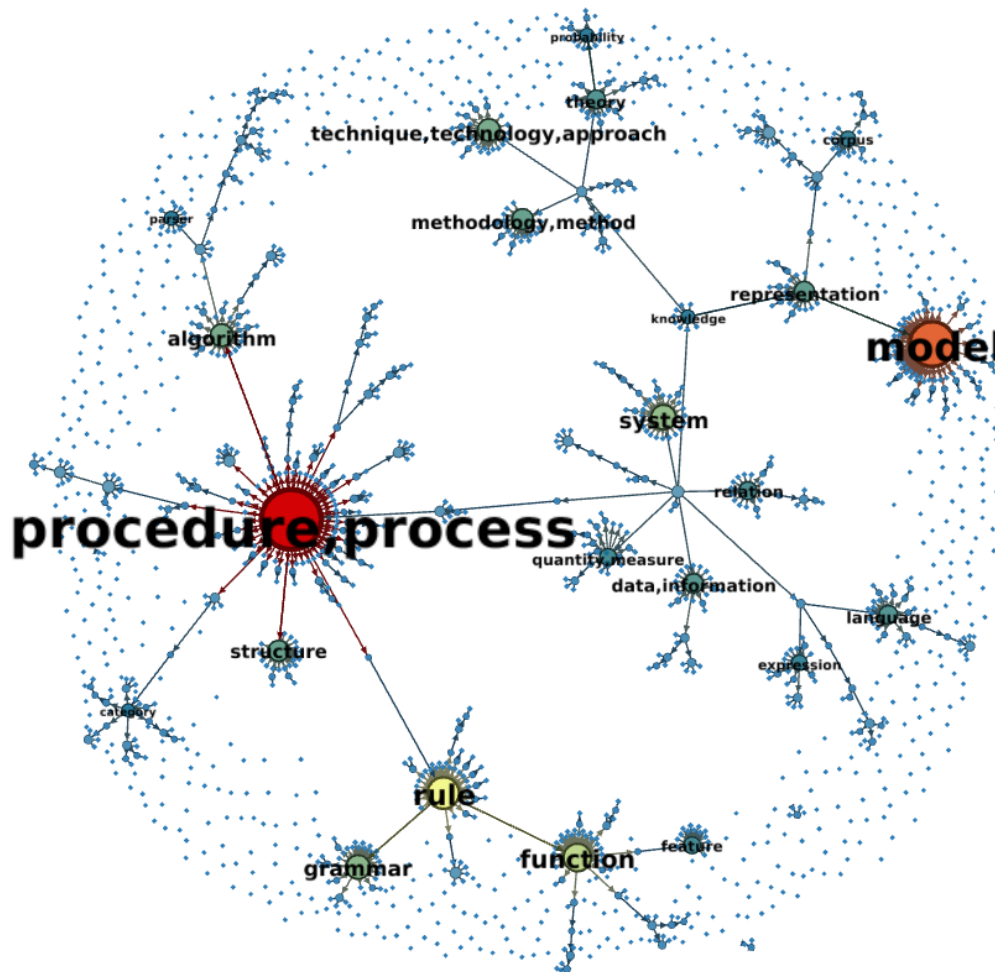 probability
theory
technique,technology,approach
corpus
parser
methodology,method
representation
knowledge
algorithm
model
system
relation
procedure,process
quantity,measure
data,information
language
structure
expression
category
rule
feature
function
grammar